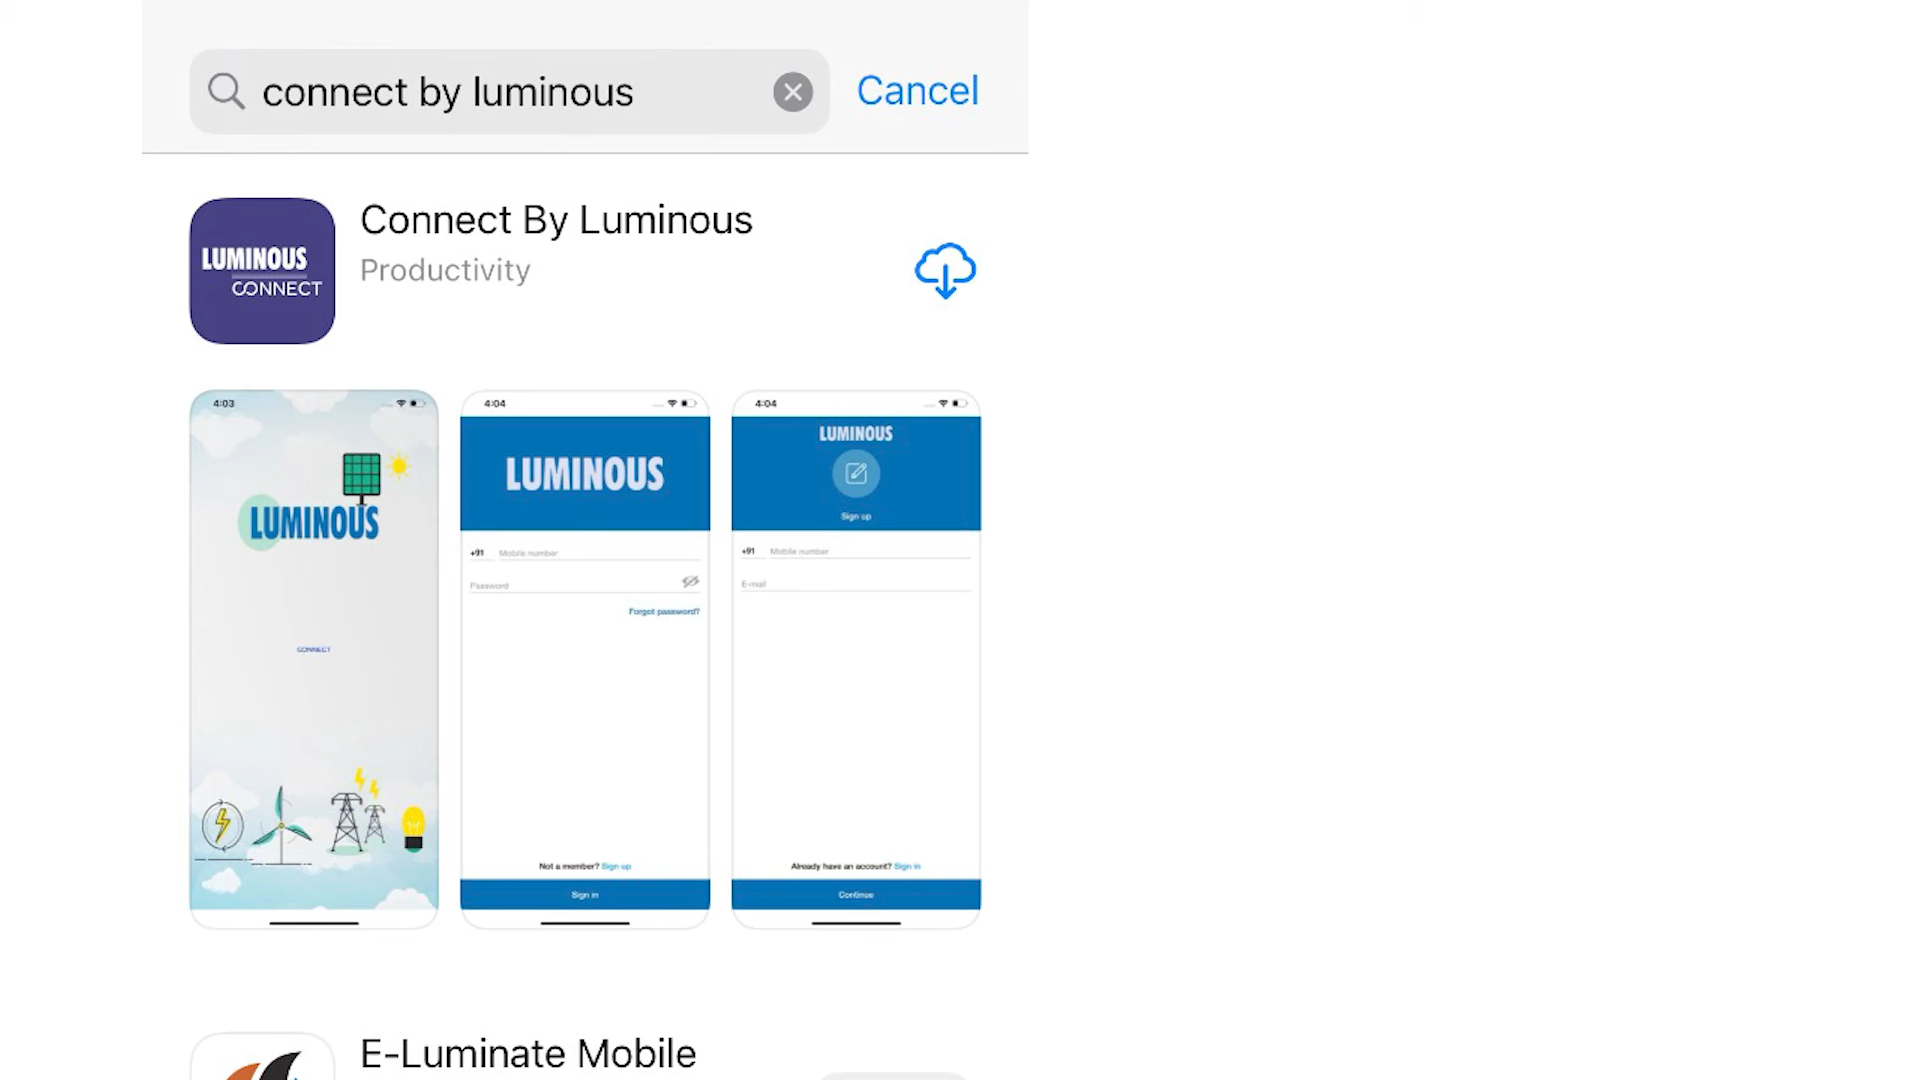 connect by luminous
Cancel
LUMINOUS
CONNECT
Connect By Luminous
Productivity
4:03
LUMINOUS
CONNECT
4:04
LUMINOUS
+91 Mobile number
Password
Forgot password?
Not a member? Sign up
Sign in
4:04
LUMINOUS
Sign up
+91 Mobile number
E-mail
Already have an account? Sign in
Continue
E-Luminate Mobile